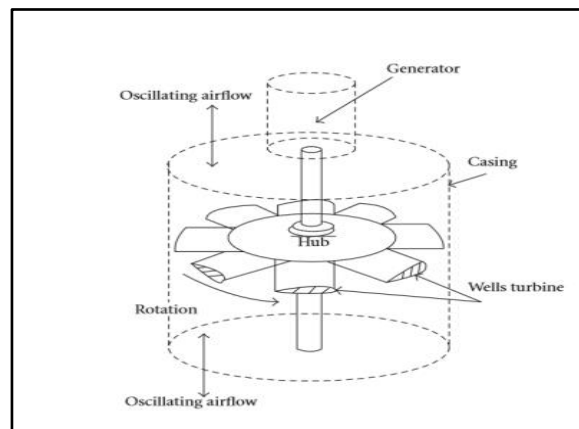 Generator
Oscillating airflow
Casing
Hub
Wells turbine
Rotation
Oscillating airflow